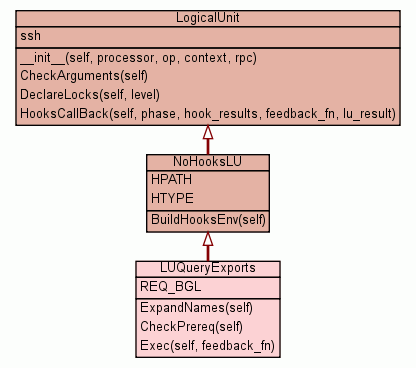 LogicalUnit
ssh
__init__(self, processor, op, context, rpc)
CheckArguments(self)
DeclareLocks(self, level)
HooksCallBack(self, phase, hook_results, feedback_fn, lu_result)
NoHooksLU
HPATH
HTYPE
BuildHooksEnv(self)
LUQueryExports
REQ_BGL
ExpandNames(self)
CheckPrereq(self)
Exec(self, feedback_fn)